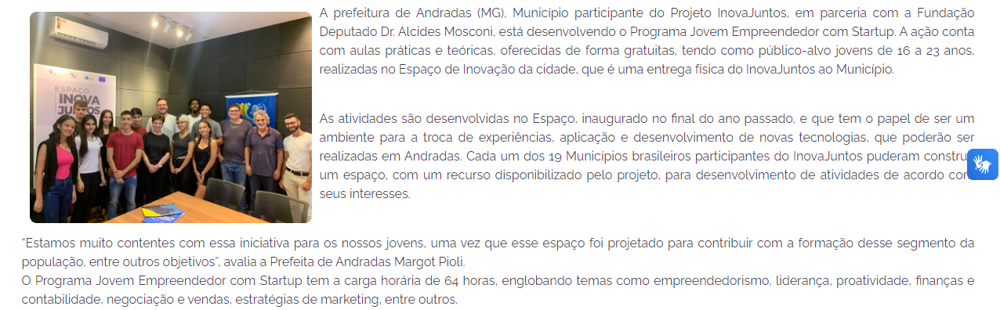 A prefeitura de Andradas (MG), Município participante do Projeto InovaJuntos, em parceria com a Fundação
Deputado Dr. Alcides Mosconi, está desenvolvendo o Programa Jovem Empreendedor com Startup. A ação conta
com aulas práticas e teóricas, oferecidas de forma gratuitas, tendo como público-alvo jovens de 16 a 23 anos,
realizadas no Espaço de Inovação da cidade, que é uma entrega física do InovaJuntos ao Município.
ESPAÇO
INOVA
JUNTOS
As atividades são desenvolvidas no Espaço, inaugurado no final do ano passado, e que tem o papel de ser um
ambiente para a troca de experiências, aplicação e desenvolvimento de novas tecnologias, que poderão ser
realizadas em Andradas. Cada um dos 19 Municípios brasileiros participantes do InovaJuntos puderam constru
um espaço, com um recurso disponibilizado pelo projeto, para desenvolvimento de atividades de acordo com
seus interesses.
“Estamos muito contentes com essa iniciativa para os nossos jovens, uma vez que esse espaço foi projetado para contribuir com a formação desse segmento da
população, entre outros objetivos”, avalia a Prefeita de Andradas Margot Pioli.
O Programa Jovem Empreendedor com Startup tem a carga horária de 64 horas, englobando temas como empreendedorismo, liderança, proatividade, finanças e
contabilidade, negociação e vendas, estratégias de marketing, entre outros.